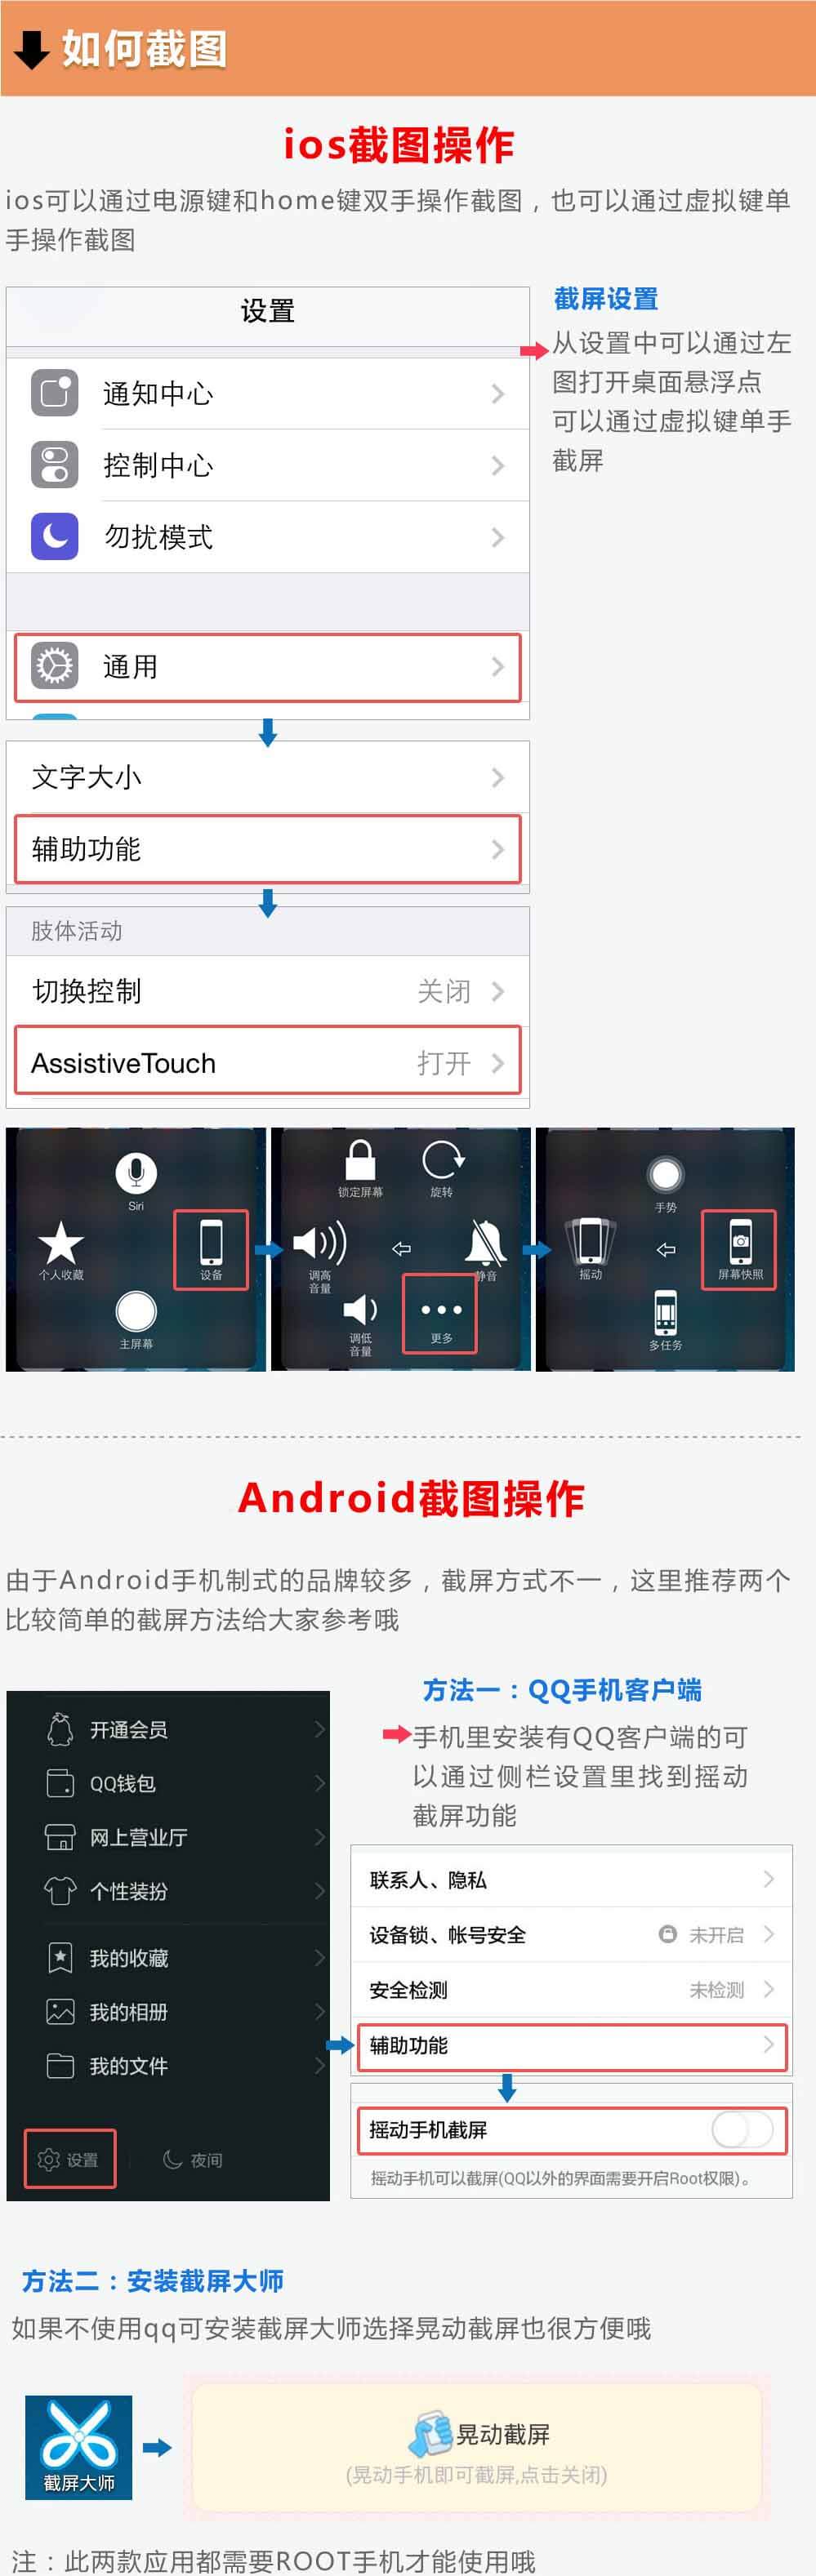 如何截图
ios截图操作
ios可以通过电源键和home键双手操作截图，也可以通过虚拟键单
手操作截图
设置
通知中心
控制中心
勿扰模式
通用
截屏设置
从设置中可以通过左
图打开桌面悬浮点
可以通过虚拟键单手
截屏
文字大小
辅助功能
肢体活动
切换控制 关闭
AssistiveTouch 打开
Siri
个人收藏
设备
主屏幕
锁定屏幕
旋转
调高
音量
静音
调低
音量
更多
手势
摇动
屏幕快照
多任务
Android截图操作
由于Android手机制式的品牌较多，截屏方式不一，这里推荐两个
比较简单的截屏方法给大家参考哦
开通会员
QQ钱包
网上营业厅
个性装扮
我的收藏
我的相册
我的文件
设置
夜间
方法一：QQ手机客户端
手机里安装有QQ客户端的可
以通过侧栏设置里找到摇动
截屏功能
联系人、隐私
设备锁、帐号安全 未开启
安全检测 未检测
辅助功能
摇动手机截屏
摇动手机可以截屏(QQ以外的界面需要开启Root权限)。
方法二：安装截屏大师
如果不使用qq可安装截屏大师选择晃动截屏也很方便哦
截屏大师
晃动截屏
(晃动手机即可截屏,点击关闭)
注：此两款应用都需要ROOT手机才能使用哦